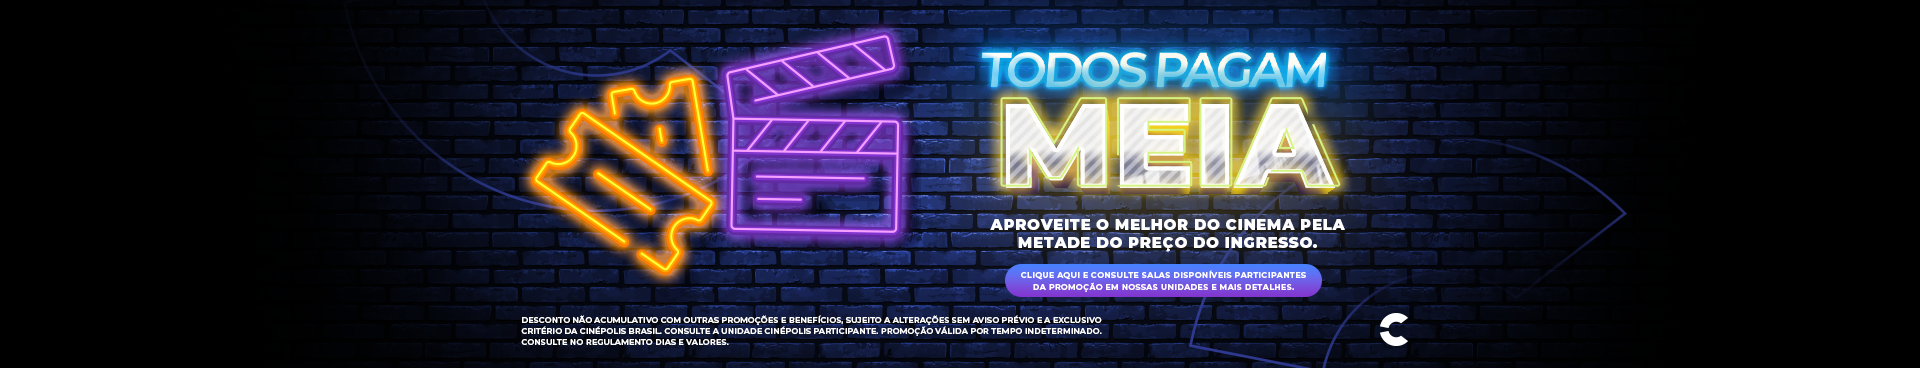 TODOS PAGAM
MEIA
APROVEITE O MELHOR DO CINEMA PELA
METADE DO PREÇO DO INGRESSO.
CLIQUE AQUI E CONSULTE SALAS DISPONÍVEIS PARTICIPANTES
DA PROMOÇÃO EM NOSSAS UNIDADES E MAIS DETALHES.
DESCONTO NÃO ACUMULATIVO COM OUTRAS PROMOÇÕES E BENEFÍCIOS, SUJEITO A ALTERAÇÕES SEM AVISO PRÉVIO E A EXCLUSIVO
CRITÉRIO DA CINÉPOLIS BRASIL. CONSULTE A UNIDADE CINÉPOLIS PARTICIPANTE. PROMOÇÃO VÁLIDA POR TEMPO INDETERMINADO.
CONSULTE NO REGULAMENTO DIAS E VALORES.
C